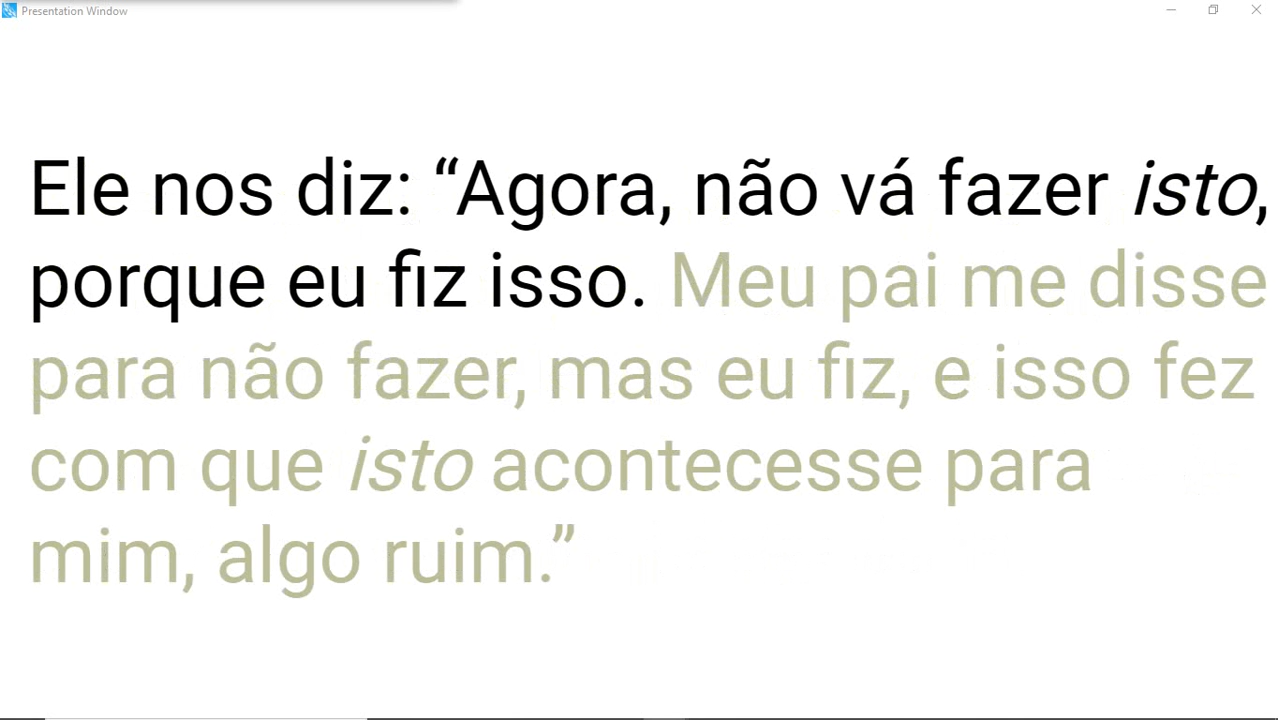 Presentation Window
Ele nos diz: “Agora, não vá fazer isto,
porque eu fiz isso. Meu pai me disse
para não fazer, mas eu fiz, e isso fez
com que isto acontecesse para
mim, algo ruim.”